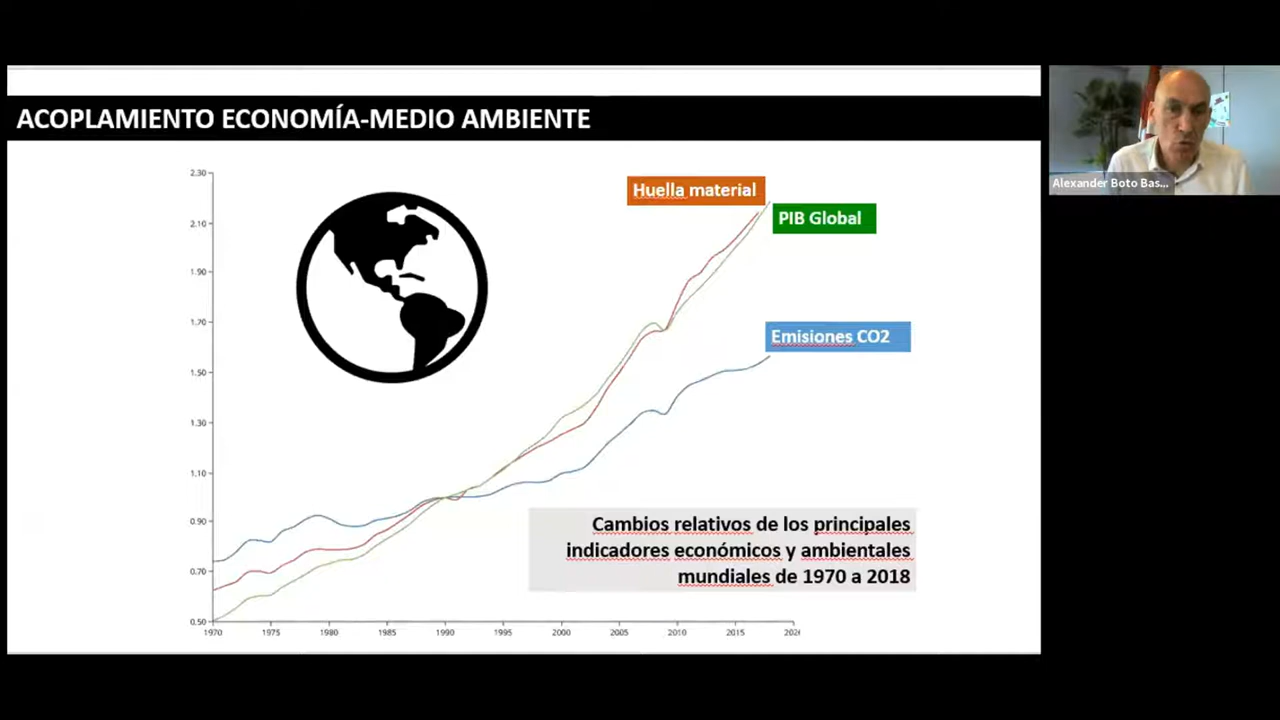 ACOPLAMIENTO ECONOMÍA-MEDIO AMBIENTE
Alexander Boto Bas...
2.30
2.10
1.90
1.70
1.50
1.30
1.10
0.90
0.70
0.50
Huella material
PIB Global
Emisiones CO2
Cambios relativos de los principales
indicadores económicos y ambientales
mundiales de 1970 a 2018
1970 1975 1980 1985 1990 1995 2000 2005 2010 2015